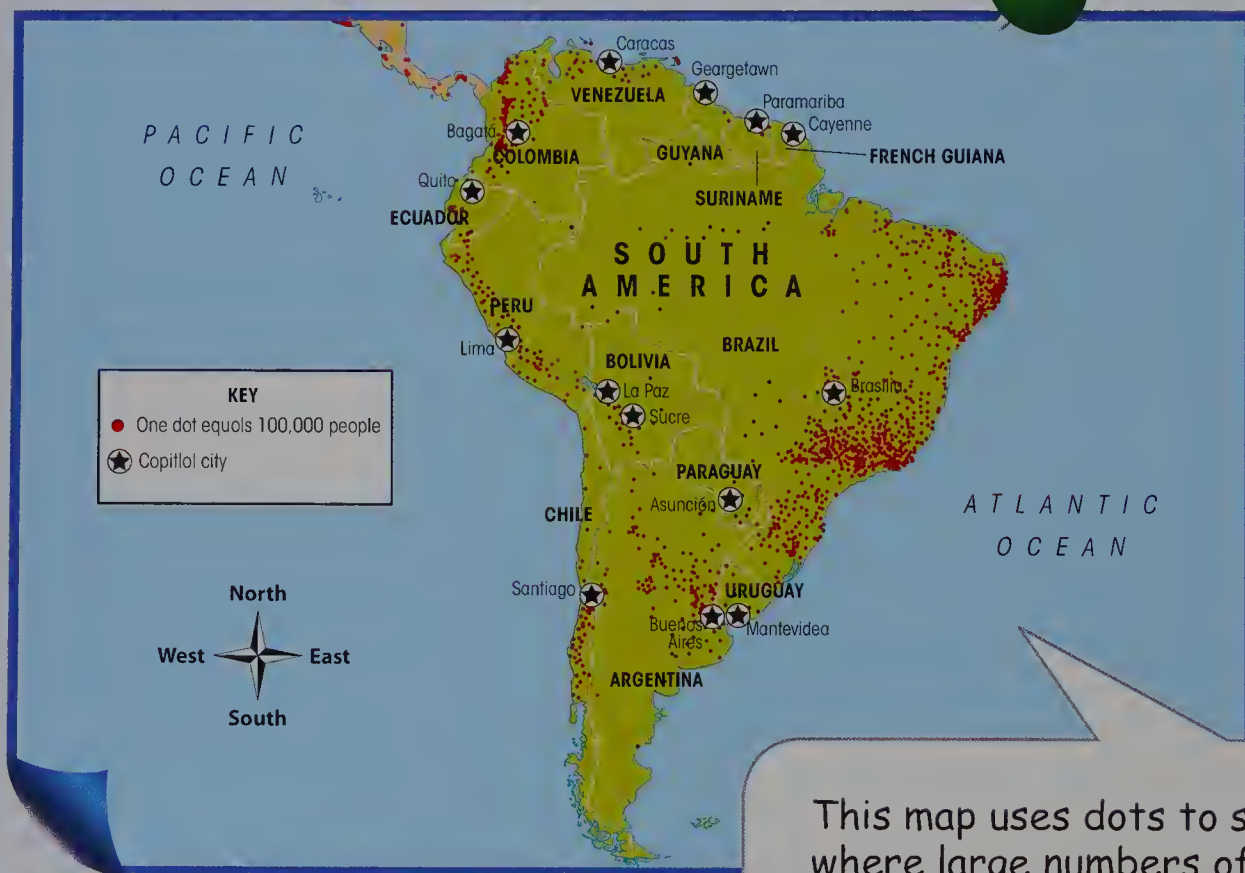 Caracas
Geargetawn
VENEZUELA
Paramariba
PACIFIC
OCEAN
Bagatá
Cayenne
COLOMBIA
GUYANA
FRENCH GUIANA
Quito
SURINAME
ECUADOR
SOUTH
AMERICA
PERU
Lima
BRAZIL
BOLIVIA
La Paz
Brasília
Sucre
KEY
One dot equols 100,000 people
Copitlol city
PARAGUAY
Asunción
CHILE
ATLANTIC
OCEAN
Santiago
URUGUAY
Buenos
Aires
Mantevidea
ARGENTINA
North
West
East
South
This map uses dots to s
where large numbers of